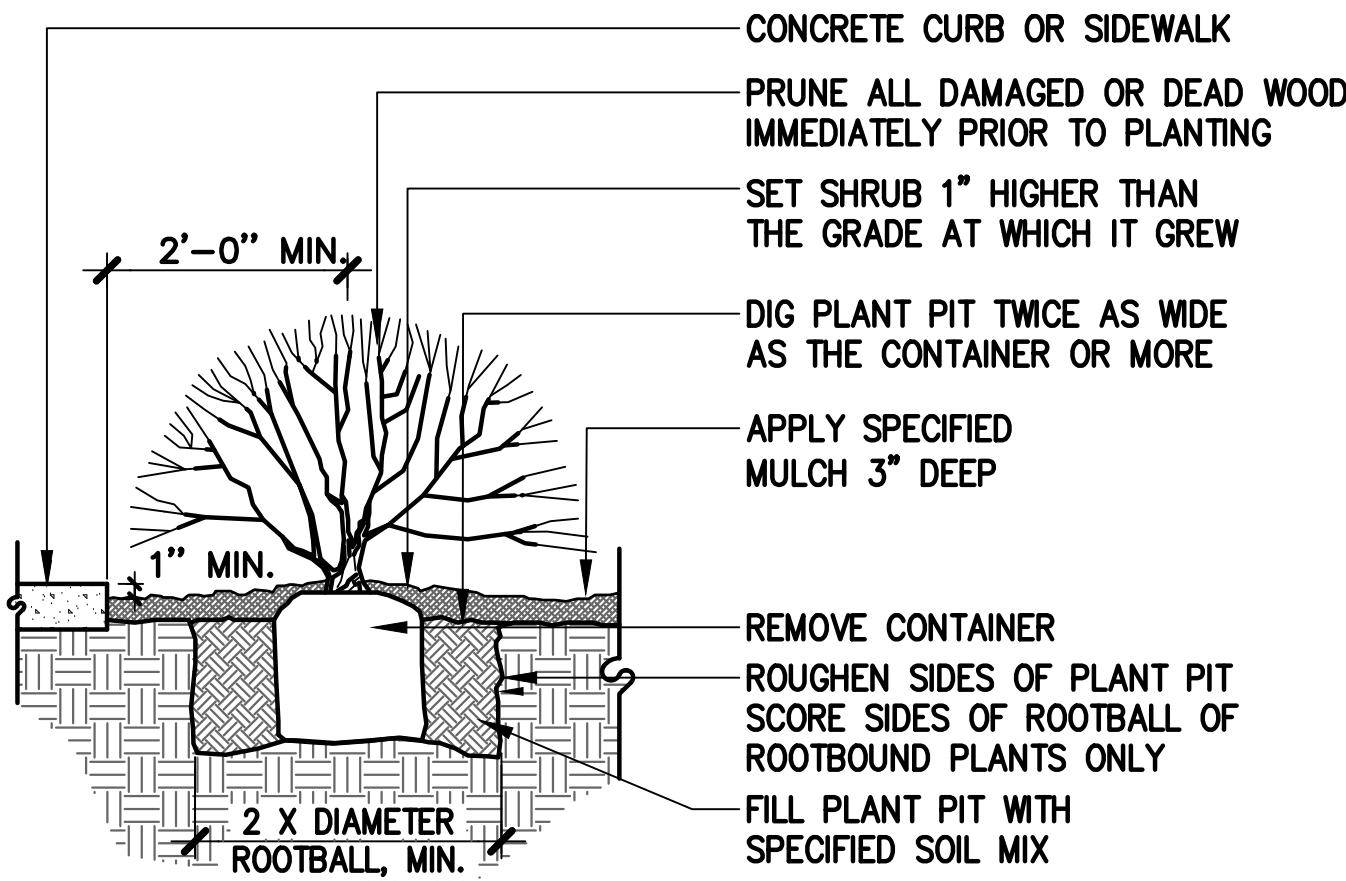 CONCRETE CURB OR SIDEWALK
PRUNE ALL DAMAGED OR DEAD WOOD
IMMEDIATELY PRIOR TO PLANTING
SET SHRUB 1" HIGHER THAN
THE GRADE AT WHICH IT GREW
2'-0" MIN.
DIG PLANT PIT TWICE AS WIDE
AS THE CONTAINER OR MORE
APPLY SPECIFIED
MULCH 3" DEEP
1" MIN.
REMOVE CONTAINER
ROUGHEN SIDES OF PLANT PIT
SCORE SIDES OF ROOTBALL OF
ROOTBOUND PLANTS ONLY
FILL PLANT PIT WITH
SPECIFIED SOIL MIX
2 X DIAMETER
ROOTBALL, MIN.